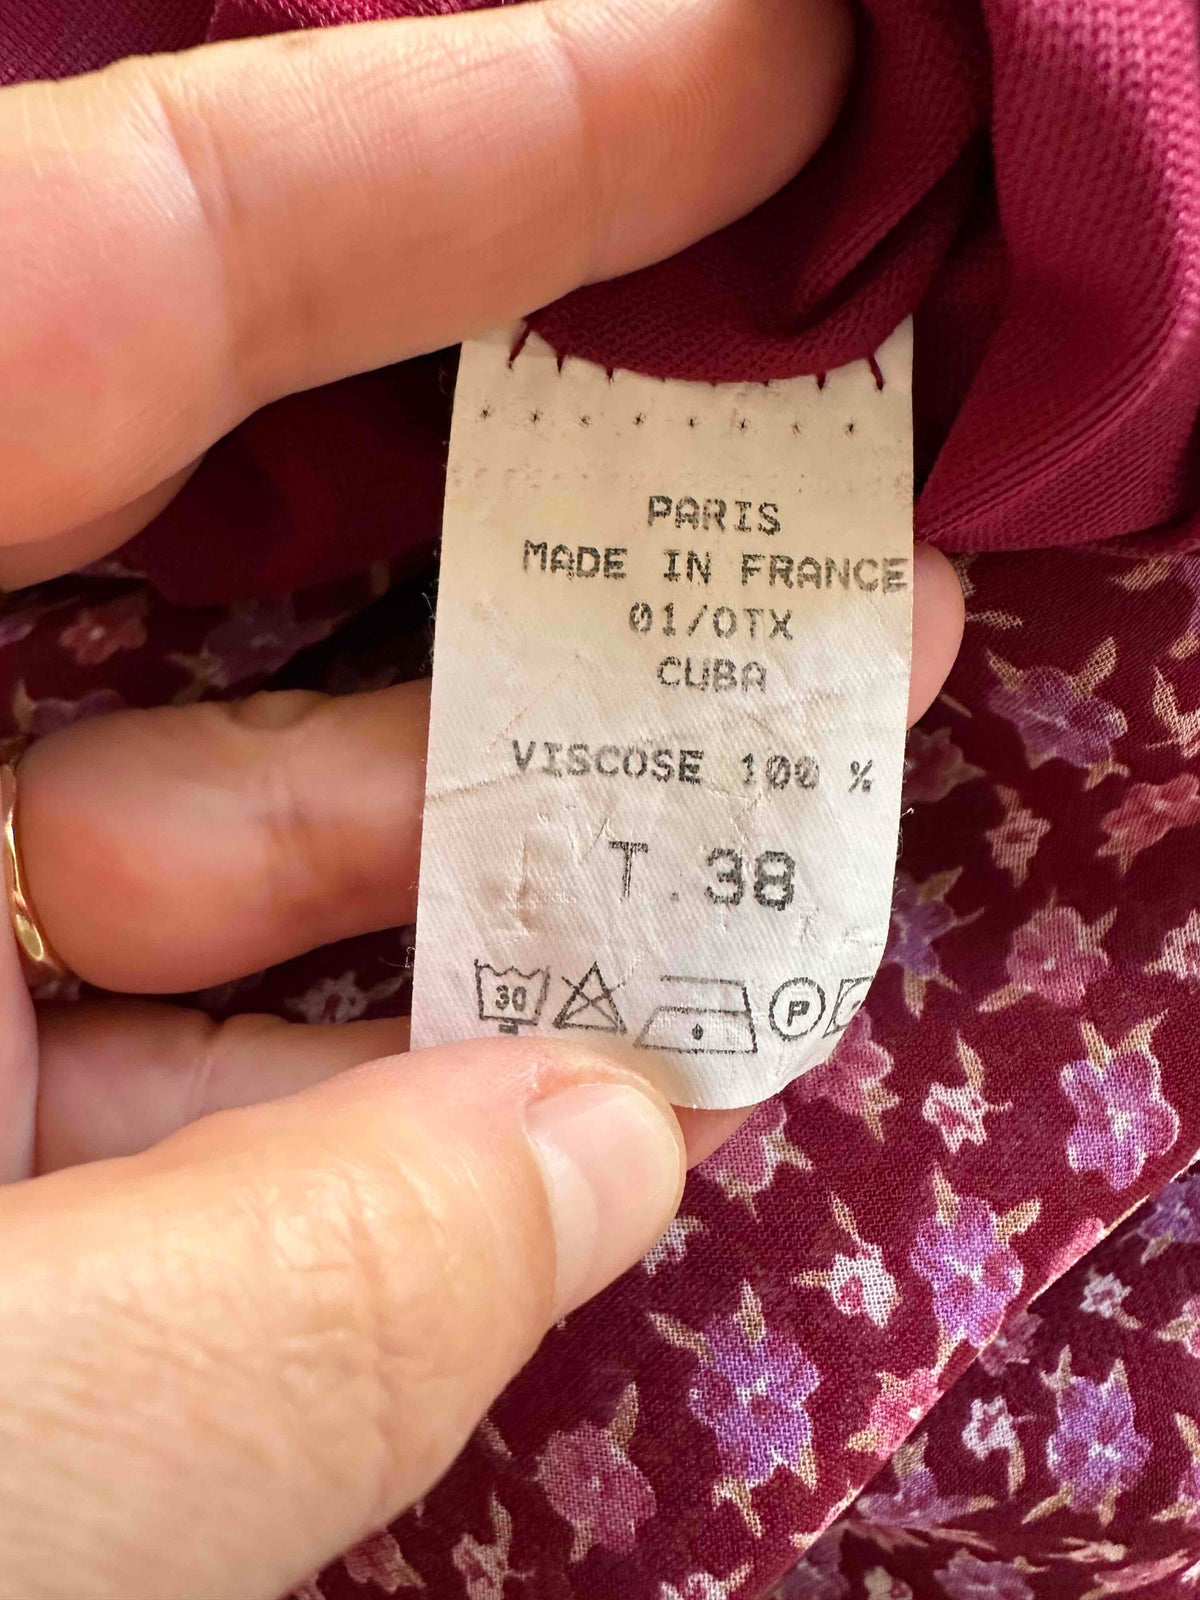 PARIS
MADE IN FRANCE
01/OTX
CUBA
VISCOSE 100 %
T.38
30 P